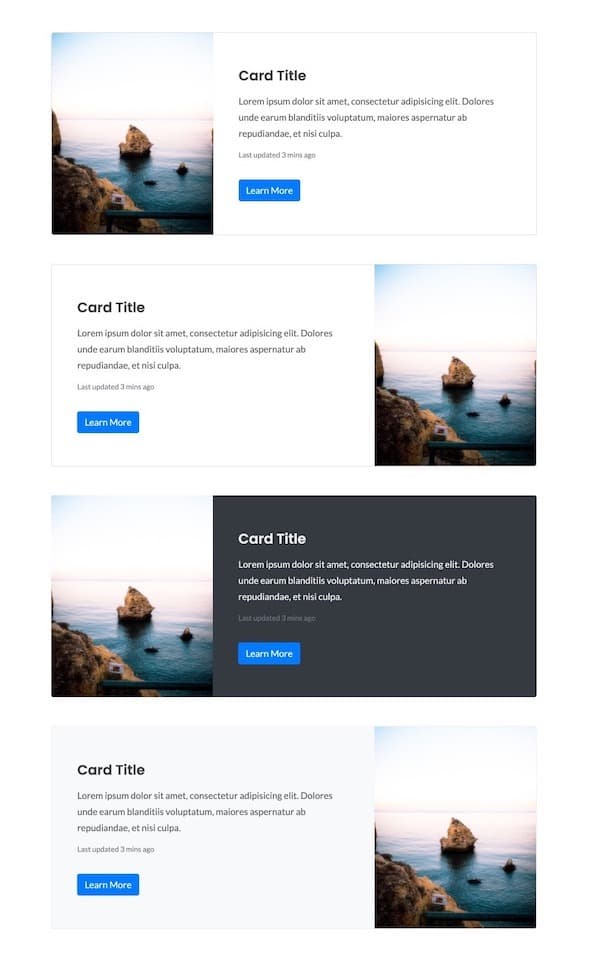 Card Title
Lorem ipsum dolor sit amet, consectetur adipisicing elit. Dolores
unde earum blanditiis voluptatum, maiores aspernatur ab
repudiandae, et nisi culpa.
Last updated 3 mins ago
Learn More
Card Title
Lorem ipsum dolor sit amet, consectetur adipisicing elit. Dolores
unde earum blanditiis voluptatum, maiores aspernatur ab
repudiandae, et nisi culpa.
Last updated 3 mins ago
Learn More
Card Title
Lorem ipsum dolor sit amet, consectetur adipisicing elit. Dolores
unde earum blanditiis voluptatum, maiores aspernatur ab
repudiandae, et nisi culpa.
Last updated 3 mins ago
Learn More
Card Title
Lorem ipsum dolor sit amet, consectetur adipisicing elit. Dolores
unde earum blanditiis voluptatum, maiores aspernatur ab
repudiandae, et nisi culpa.
Last updated 3 mins ago
Learn More